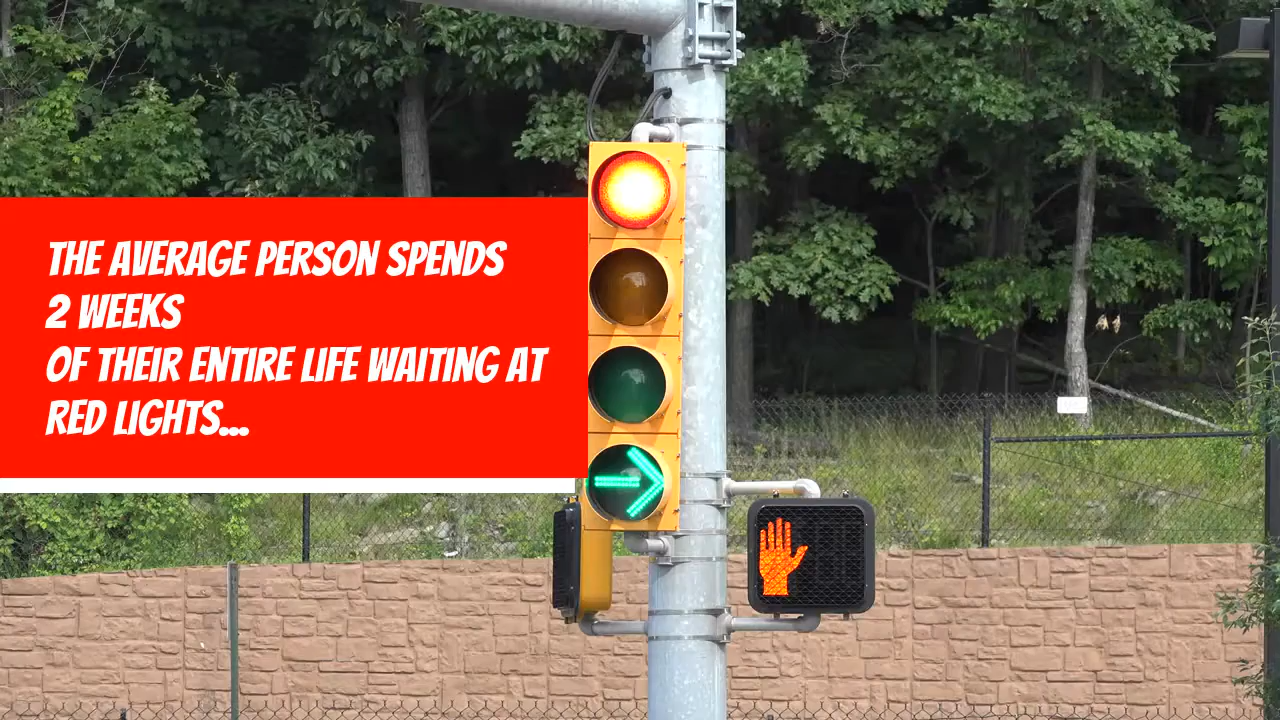 THE AVERAGE PERSON SPENDS
2 WEEKS
OF THEIR ENTIRE LIFE WAITING AT
RED LIGHTS...